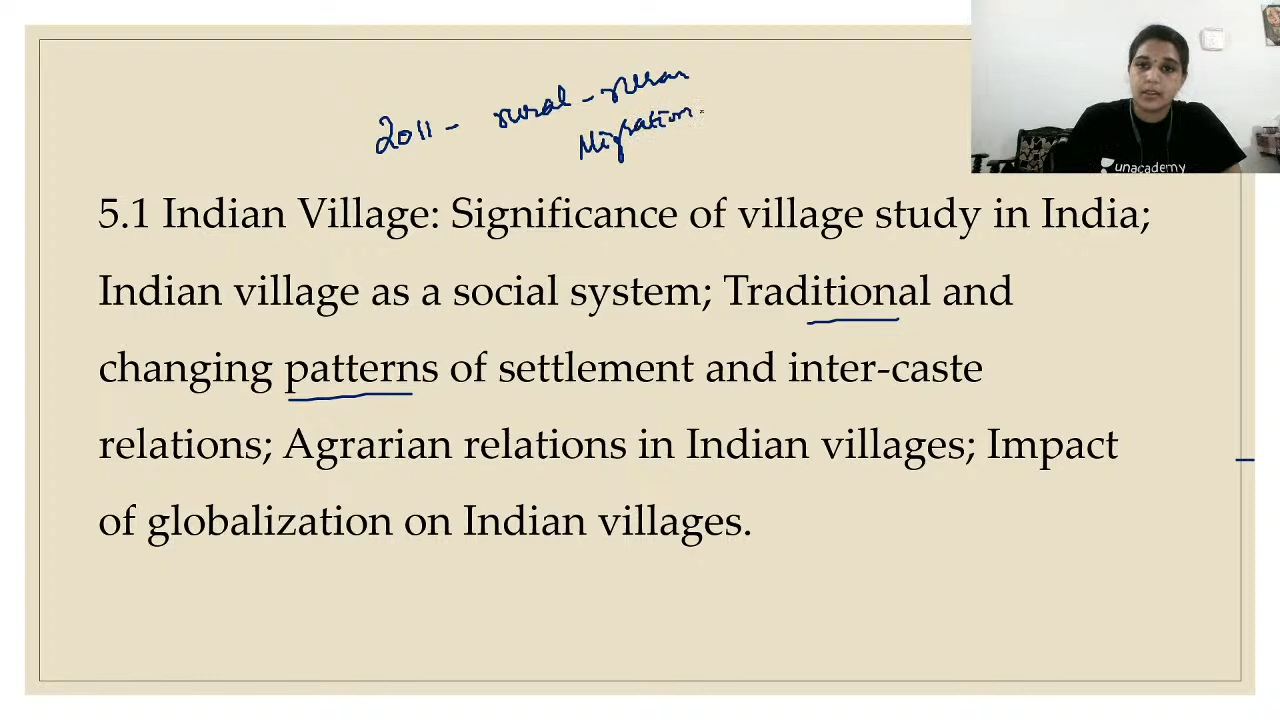 2011 - rural - rural
Migration
unacademy
5.1 Indian Village: Significance of village study in India;
Indian village as a social system; Traditional and
changing patterns of settlement and inter-caste
relations; Agrarian relations in Indian villages; Impact
of globalization on Indian villages.